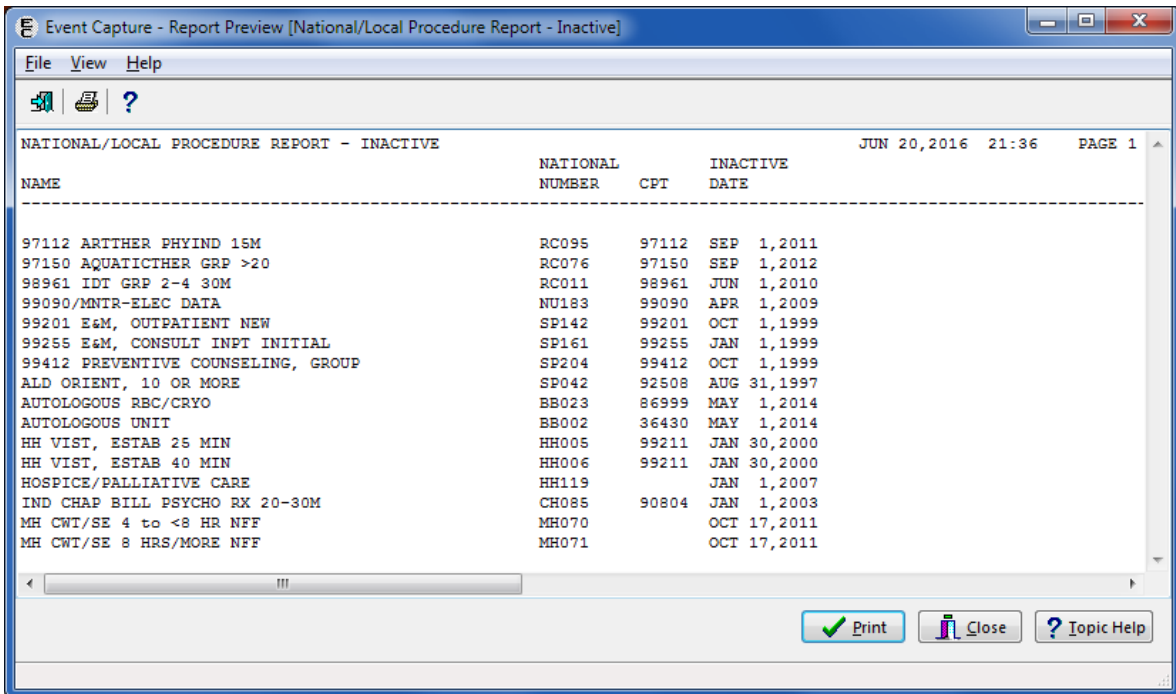 Event Capture - Report Preview [National/Local Procedure Report - Inactive]
File View Help
NATIONAL/LOCAL PROCEDURE REPORT - INACTIVE JUN 20,2016 21:36 PAGE 1
NATIONAL INACTIVE
NAME NUMBER CPT DATE
97112 ARTTHER PHYIND 15M RC095 97112 SEP 1,2011
97150 AQUATICTHER GRP >20 RC076 97150 SEP 1,2012
98961 IDT GRP 2-4 30M RC011 98961 JUN 1,2010
99090/MNTR-ELEC DATA NU183 99090 APR 1,2009
99201 E&M, OUTPATIENT NEW SP142 99201 OCT 1,1999
99255 E&M, CONSULT INPT INITIAL SP161 99255 JAN 1,1999
99412 PREVENTIVE COUNSELING, GROUP SP204 99412 OCT 1,1999
ALD ORIENT, 10 OR MORE SP042 92508 AUG 31,1997
AUTOLOGOUS RBC/CRYO BB023 86999 MAY 1,2014
AUTOLOGOUS UNIT BB002 36430 MAY 1,2014
HH VIST, ESTAB 25 MIN HH005 99211 JAN 30,2000
HH VIST, ESTAB 40 MIN HH006 99211 JAN 30,2000
HOSPICE/PALLIATIVE CARE HH119 JAN 1,2007
IND CHAP BILL PSYCHO RX 20-30M CH085 90804 JAN 1,2003
MH CWT/SE 4 to <8 HR NFF MH070 OCT 17,2011
MH CWT/SE 8 HRS/MORE NFF MH071 OCT 17,2011
Print Close Topic Help